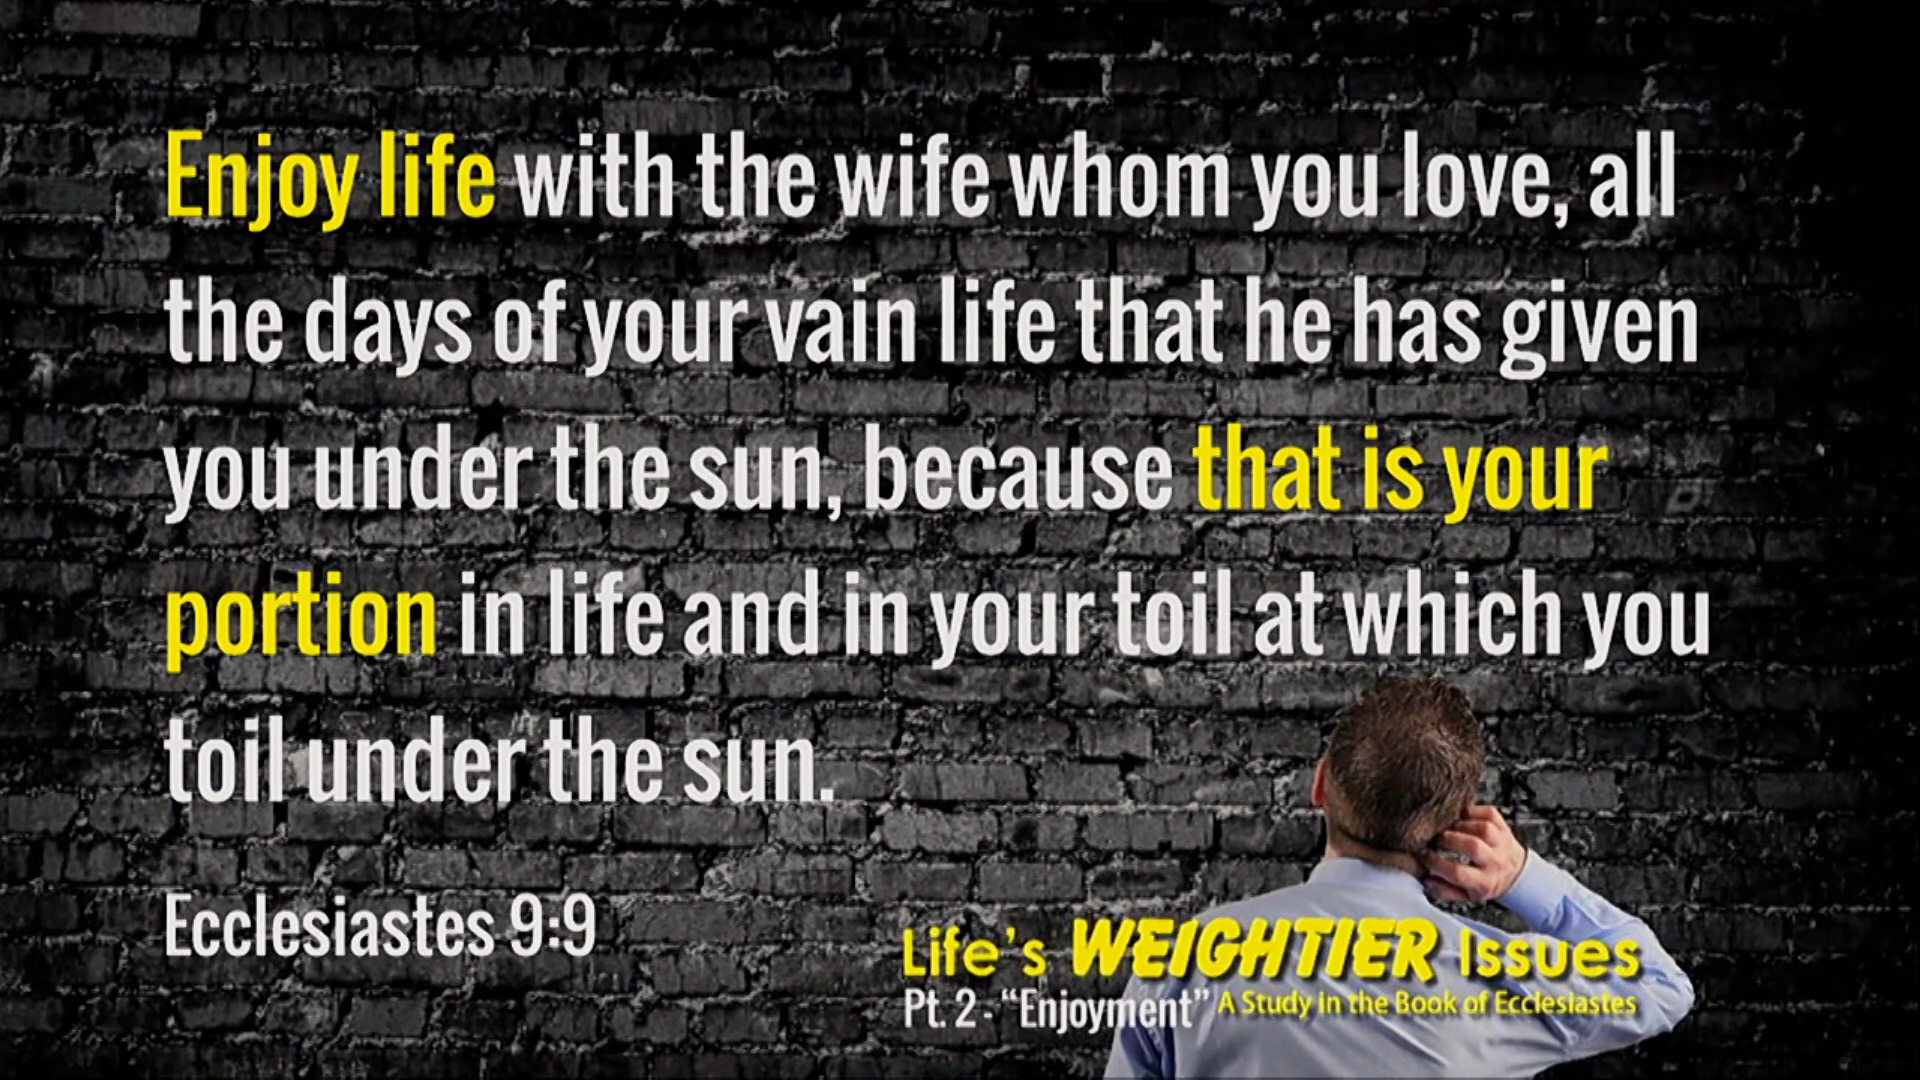 Enjoy life with the wife whom you love, all
the days of your vain life that he has given
you under the sun, because that is your
portion in life and in your toil at which you
toil under the sun.
Ecclesiastes 9:9
Life's WEIGHTIER Issues
Pt. 2 - “Enjoyment” A Study in the Book of Ecclesiastes